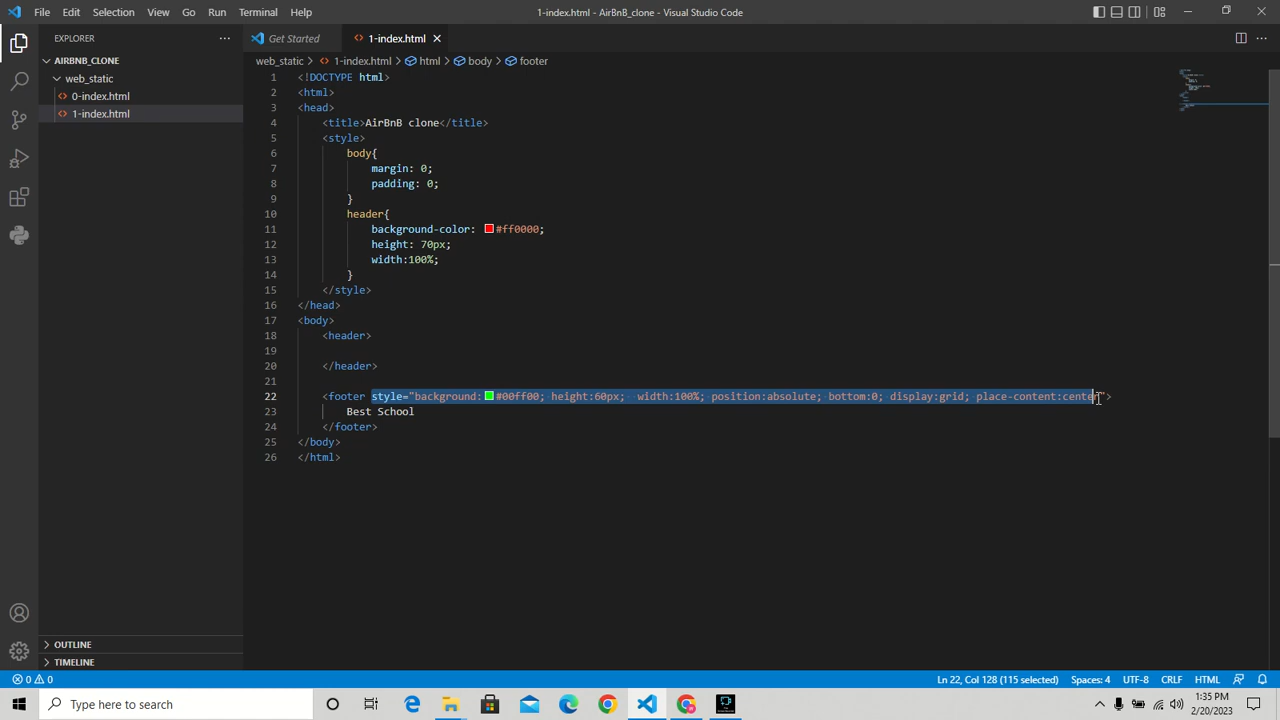 File Edit Selection View Go Run Terminal Help
1-index.html - AirBnB_clone - Visual Studio Code
EXPLORER
Get Started
1-index.html
AIRBNB_CLONE
web_static > 1-index.html > html > body > footer
web_static
0-index.html
1-index.html
1 <!DOCTYPE html>
2 <html>
3 <head>
4 <title>AirBnB clone</title>
5 <style>
6 body{
7 margin: 0;
8 padding: 0;
9 }
10 header{
11 background-color: #ff0000;
12 height: 70px;
13 width:100%;
14 }
15 </style>
16 </head>
17 <body>
18 <header>
19
20 </header>
21
22 <footer style="background:#00ff00; height:60px;  width:100%; position:absolute; bottom:0; display:grid; place-content:center">
23 Best School
24 </footer>
25 </body>
26 </html>
OUTLINE
TIMELINE
0 0
Ln 22, Col 128 (115 selected) Spaces: 4 UTF-8 CRLF HTML
Type here to search
1:35 PM
2/20/2023